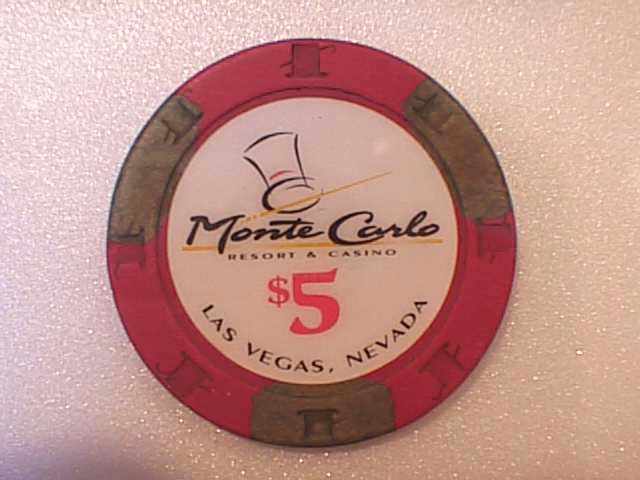 Monte Carlo
RESORT & CASINO
$5
LAS VEGAS, NEVADA